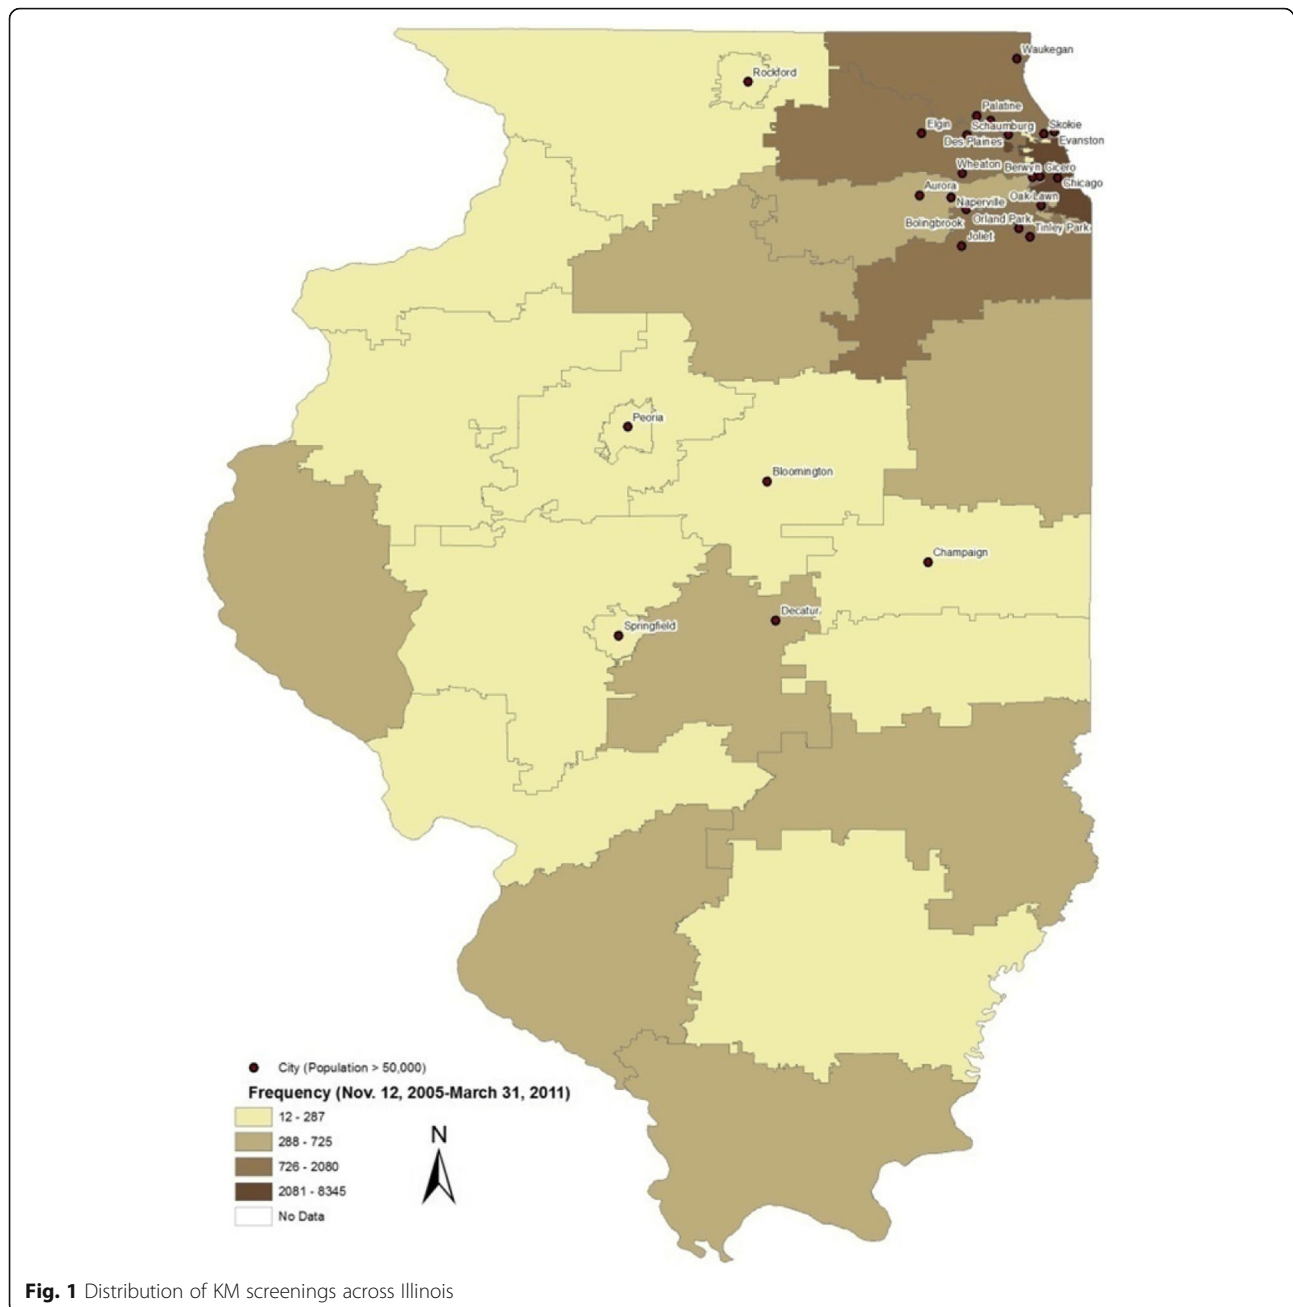 Waukegan
Rockford
Palatine
Elgin
Schaumburg
Skokie
Des Plaines
Evanston
Wheaton
Berwyn
Cicero
Chicago
Aurora
Naperville
Oak Lawn
Bolingbrook
Orland Park
Tinley Park
Joliet
Peoria
Bloomington
Champaign
Decatur
Springfield
City (Population > 50,000)
Frequency (Nov. 12, 2005-March 31, 2011)
12 - 287
288 - 725
726 - 2080
2081 - 8345
No Data
N
Fig. 1 Distribution of KM screenings across Illinois